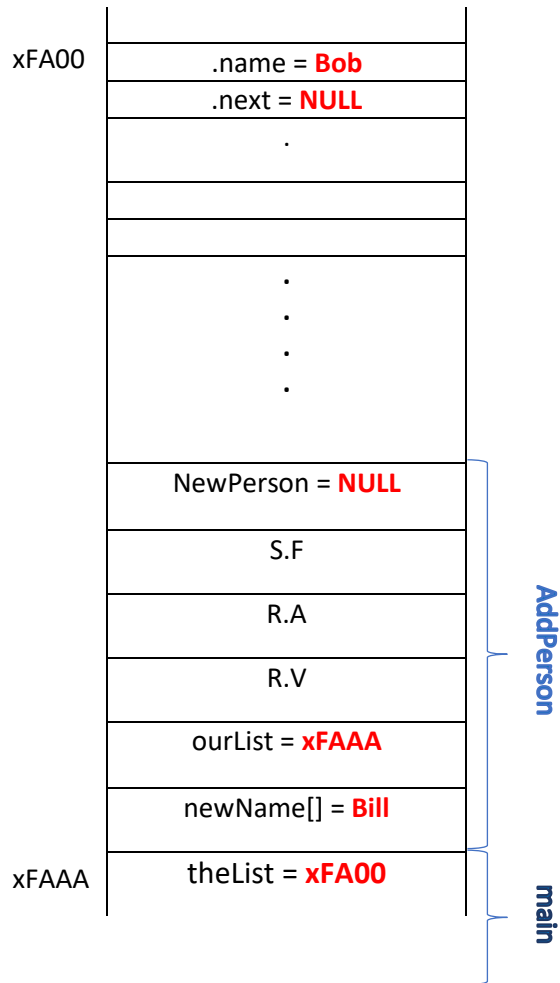 xFA00
.name = Bob
.next = NULL
.
.
.
.
.
NewPerson = NULL
S.F
R.A
R.V
ourList = xFAAA
newName[] = Bill
AddPerson
xFAAA
theList = xFA00
main